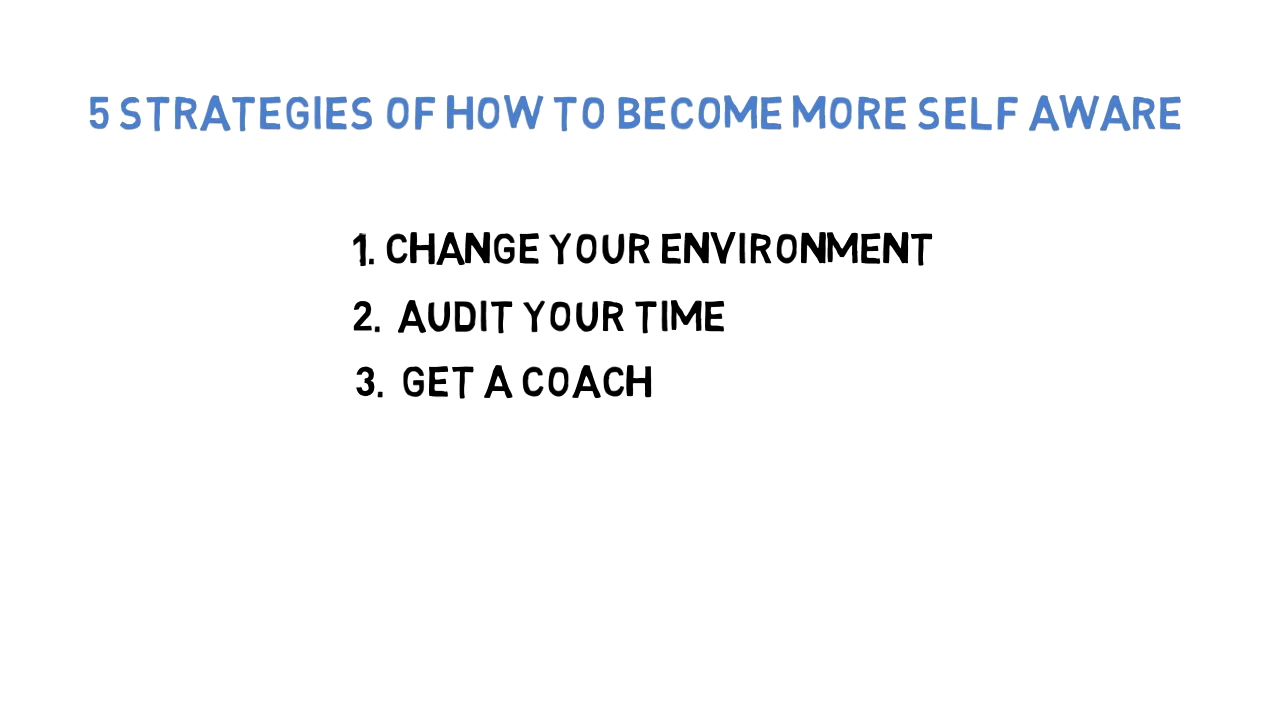 5 STRATEGIES OF HOW TO BECOME MORE SELF AWARE
1. CHANGE YOUR ENVIRONMENT
2. AUDIT YOUR TIME
3. GET A COACH